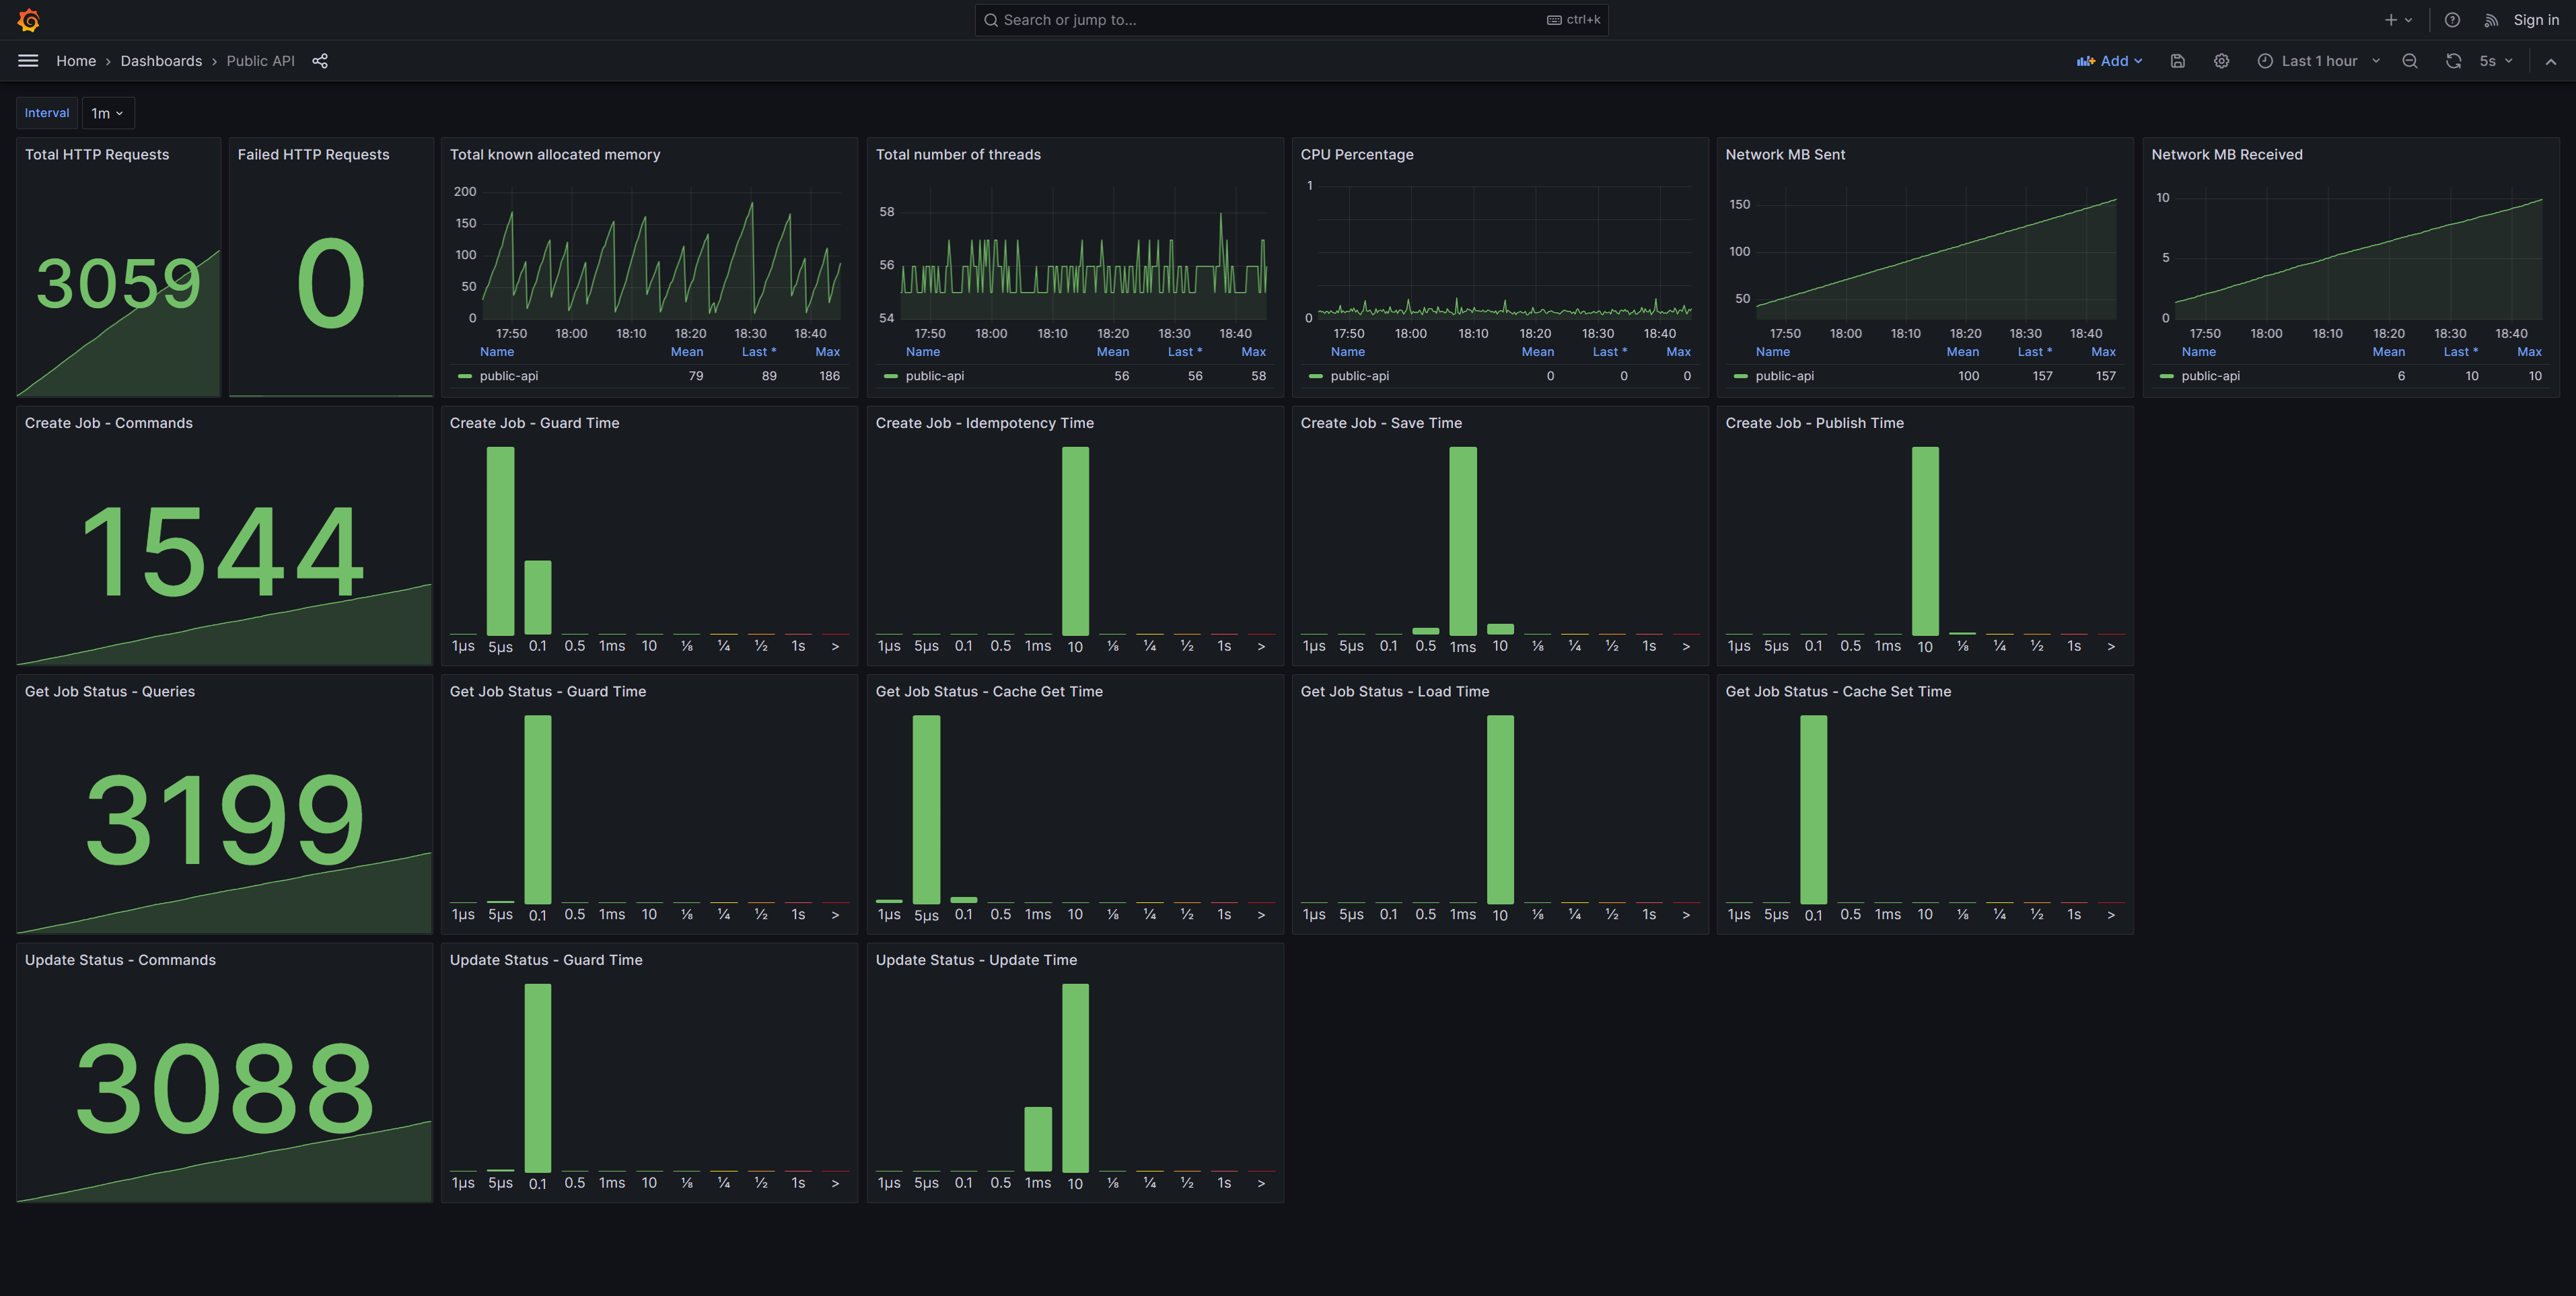 Search or jump to...
ctrl+k
Sign in
Home › Dashboards › Public API
Add
Last 1 hour
5s
Interval
1m
Total HTTP Requests
3059
Failed HTTP Requests
0
Total known allocated memory
200
150
100
50
0
17:50 18:00 18:10 18:20 18:30 18:40
Name Mean Last * Max
public-api 79 89 186
Total number of threads
58
56
54
17:50 18:00 18:10 18:20 18:30 18:40
Name Mean Last * Max
public-api 56 56 58
CPU Percentage
1
0
17:50 18:00 18:10 18:20 18:30 18:40
Name Mean Last * Max
public-api 0 0 0
Network MB Sent
150
100
50
17:50 18:00 18:10 18:20 18:30 18:40
Name Mean Last * Max
public-api 100 157 157
Network MB Received
10
5
0
17:50 18:00 18:10 18:20 18:30 18:40
Name Mean Last * Max
public-api 6 10 10
Create Job - Commands
1544
Create Job - Guard Time
1µs 5µs 0.1 0.5 1ms 10 ⅛ ¼ ½ 1s >
Create Job - Idempotency Time
1µs 5µs 0.1 0.5 1ms 10 ⅛ ¼ ½ 1s >
Create Job - Save Time
1µs 5µs 0.1 0.5 1ms 10 ⅛ ¼ ½ 1s >
Create Job - Publish Time
1µs 5µs 0.1 0.5 1ms 10 ⅛ ¼ ½ 1s >
Get Job Status - Queries
3199
Get Job Status - Guard Time
1µs 5µs 0.1 0.5 1ms 10 ⅛ ¼ ½ 1s >
Get Job Status - Cache Get Time
1µs 5µs 0.1 0.5 1ms 10 ⅛ ¼ ½ 1s >
Get Job Status - Load Time
1µs 5µs 0.1 0.5 1ms 10 ⅛ ¼ ½ 1s >
Get Job Status - Cache Set Time
1µs 5µs 0.1 0.5 1ms 10 ⅛ ¼ ½ 1s >
Update Status - Commands
3088
Update Status - Guard Time
1µs 5µs 0.1 0.5 1ms 10 ⅛ ¼ ½ 1s >
Update Status - Update Time
1µs 5µs 0.1 0.5 1ms 10 ⅛ ¼ ½ 1s >